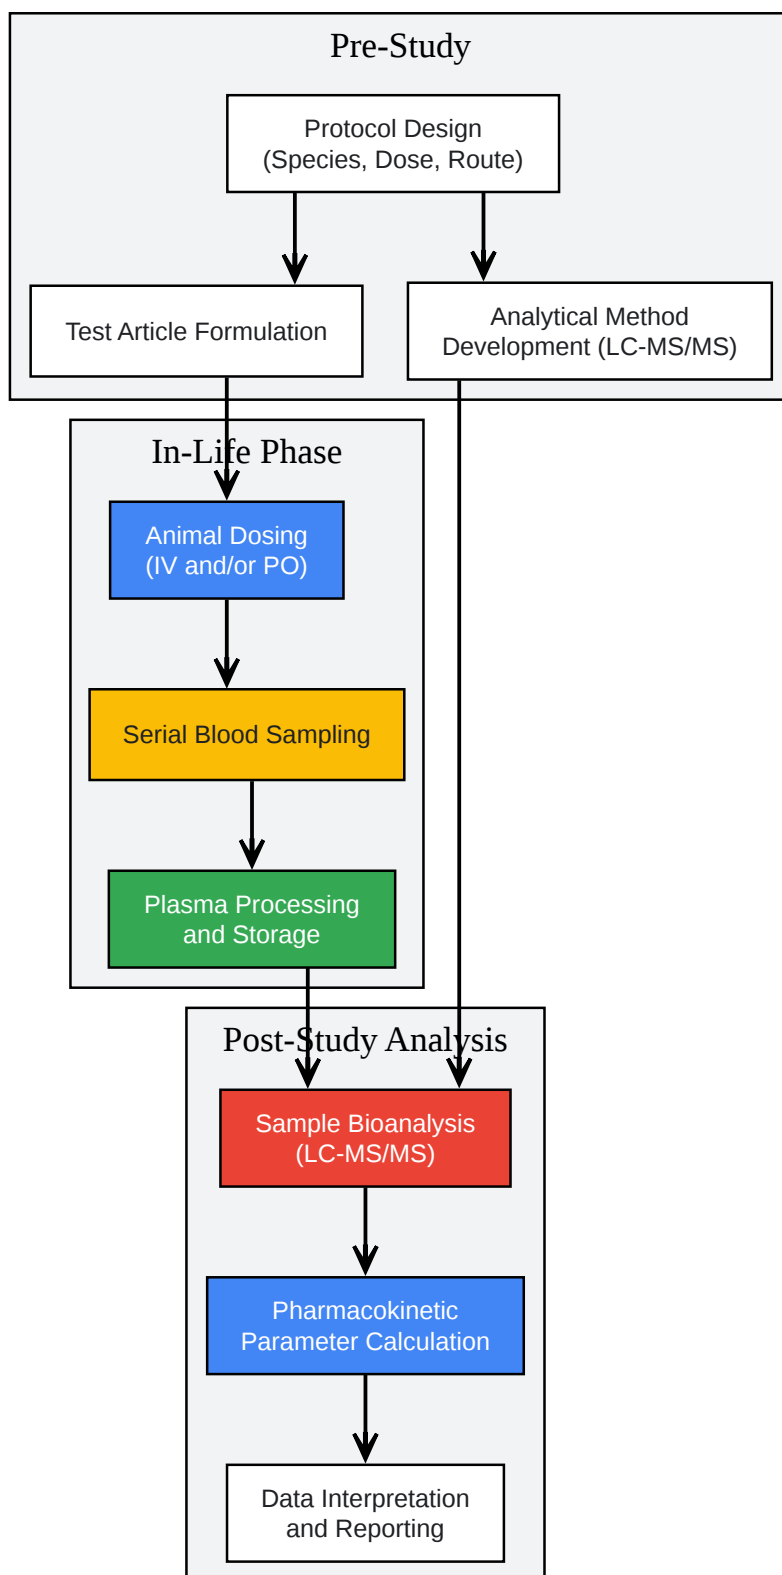 Pre-Study
Protocol Design
(Species, Dose, Route)
Test Article Formulation
Analytical Method
Development (LC-MS/MS)
In-Life Phase
Animal Dosing
(IV and/or PO)
Serial Blood Sampling
Plasma Processing
and Storage
Post-Study Analysis
Sample Bioanalysis
(LC-MS/MS)
Pharmacokinetic
Parameter Calculation
Data Interpretation
and Reporting